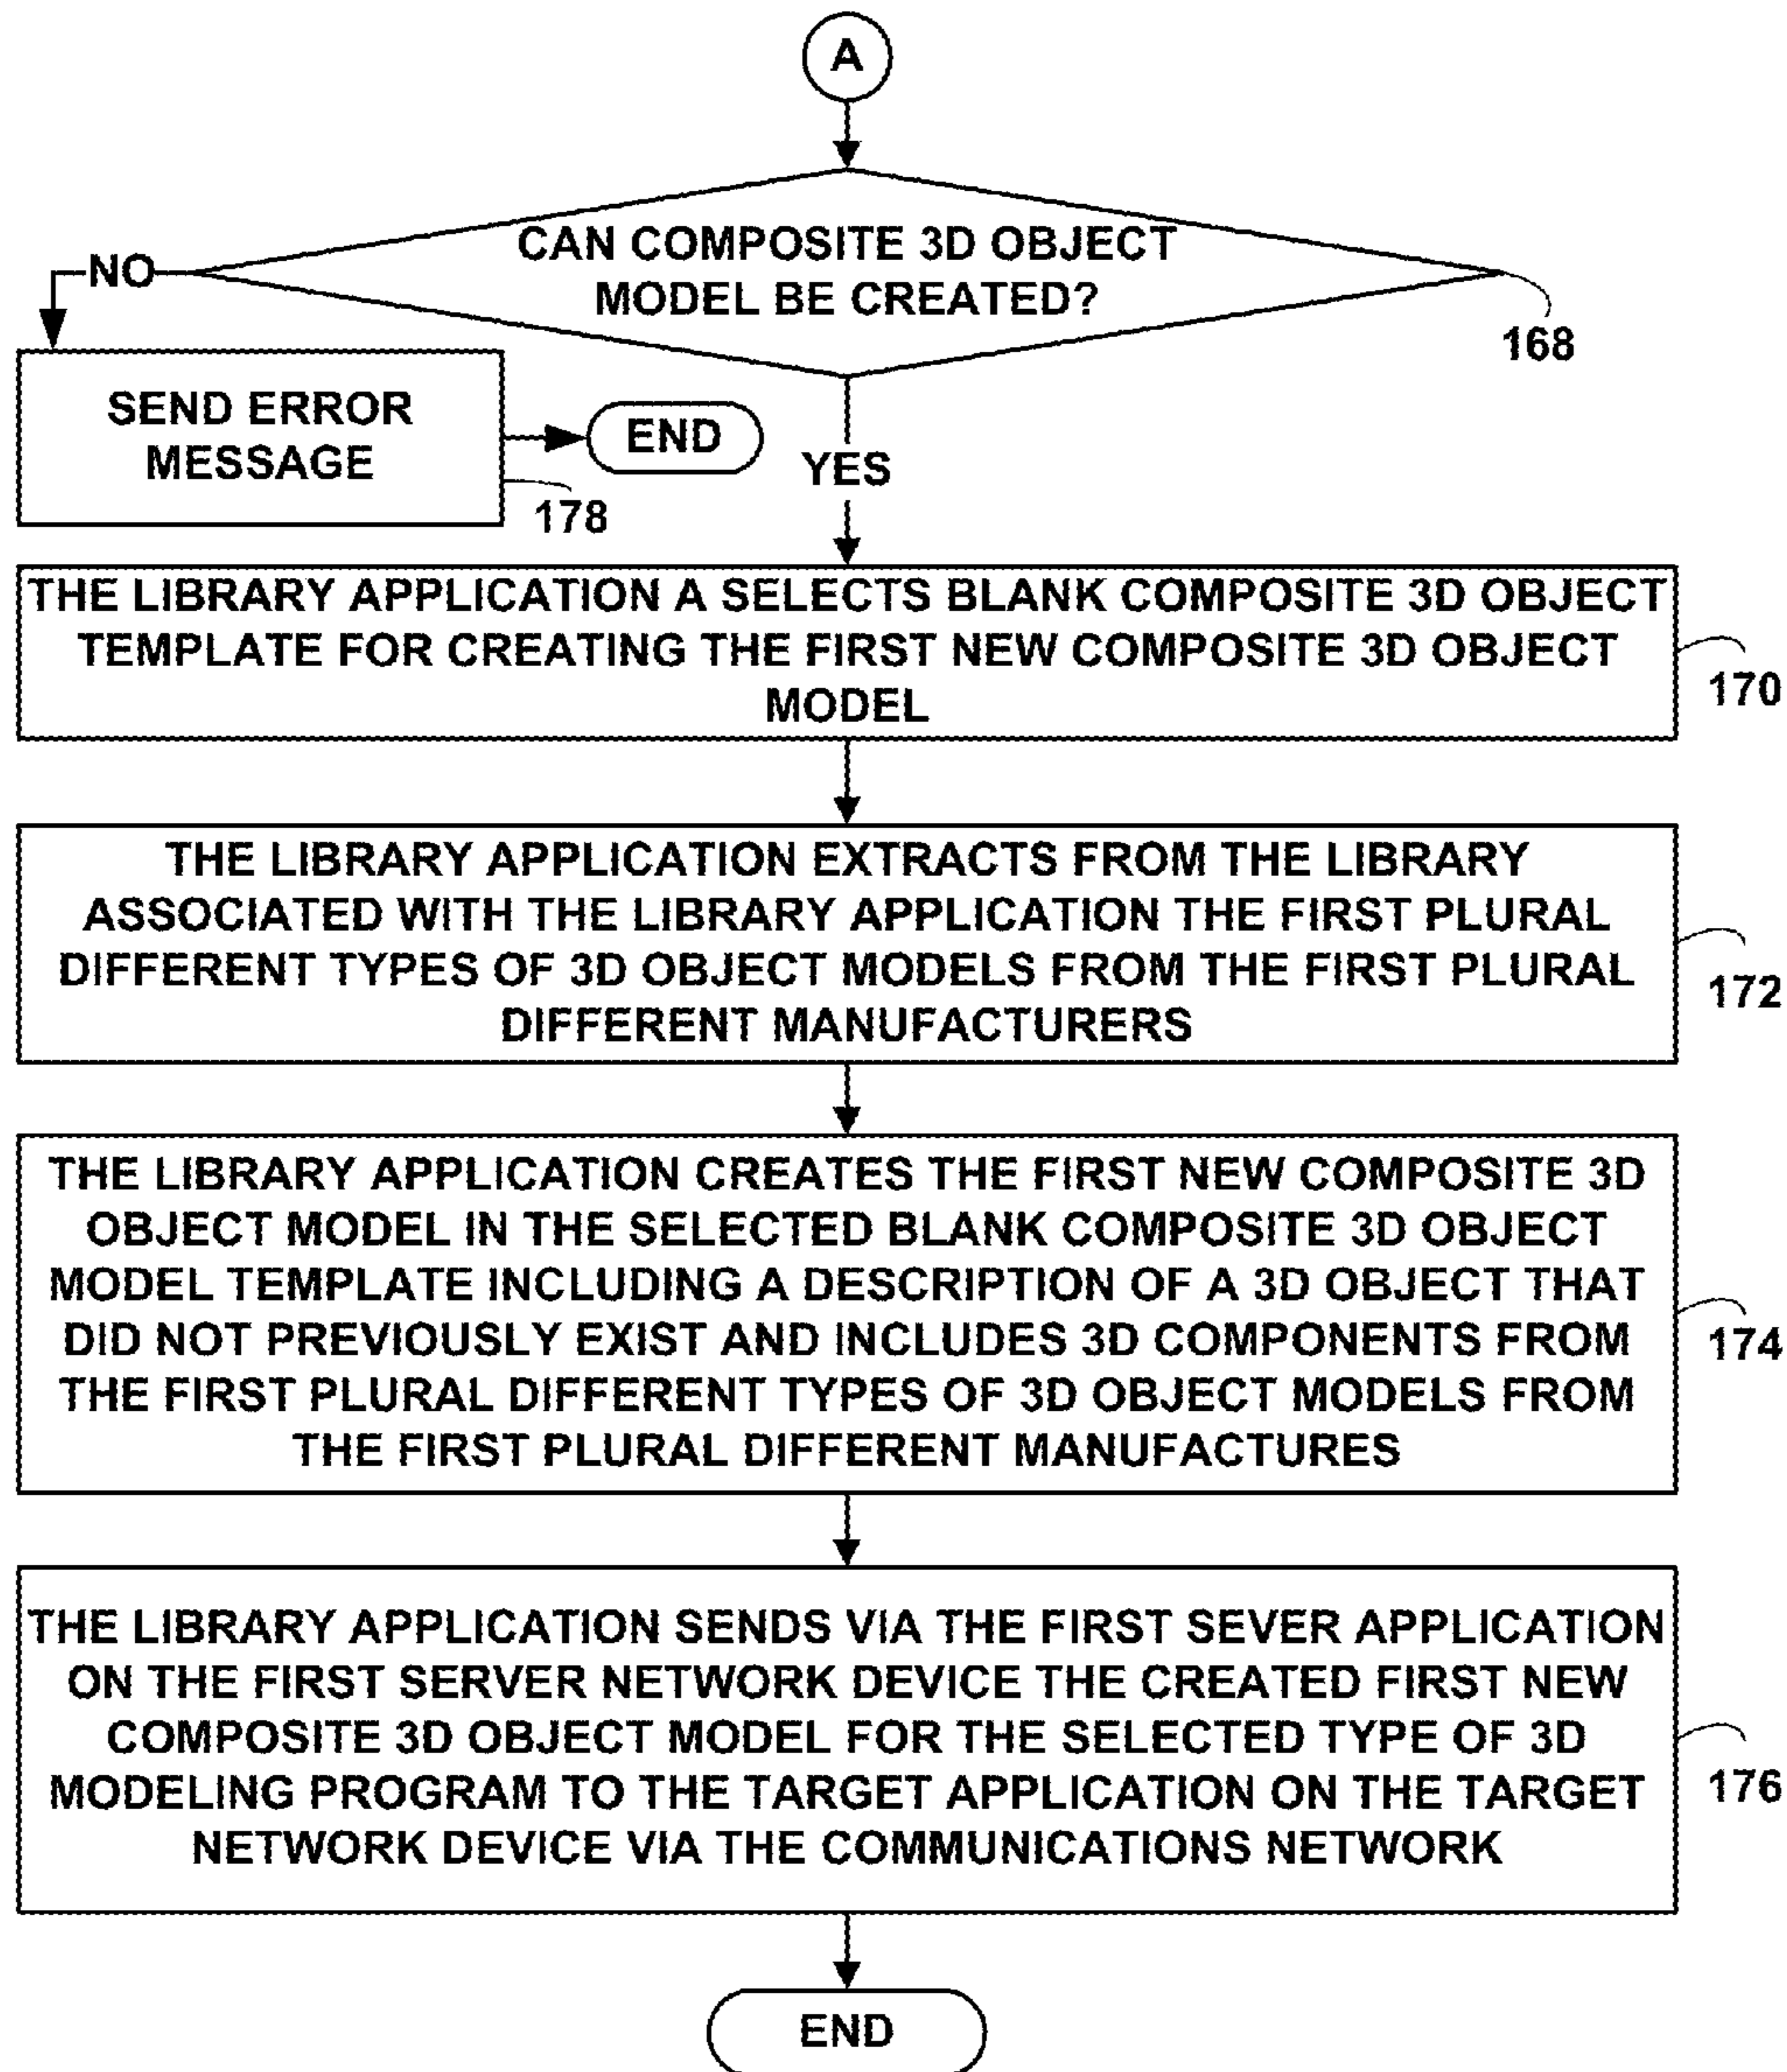 A
CAN COMPOSITE 3D OBJECT
MODEL BE CREATED?
NO
168
SEND ERROR
MESSAGE
END
YES
178
THE LIBRARY APPLICATION A SELECTS BLANK COMPOSITE 3D OBJECT
TEMPLATE FOR CREATING THE FIRST NEW COMPOSITE 3D OBJECT
MODEL
170
THE LIBRARY APPLICATION EXTRACTS FROM THE LIBRARY
ASSOCIATED WITH THE LIBRARY APPLICATION THE FIRST PLURAL
DIFFERENT TYPES OF 3D OBJECT MODELS FROM THE FIRST PLURAL
DIFFERENT MANUFACTURERS
172
THE LIBRARY APPLICATION CREATES THE FIRST NEW COMPOSITE 3D
OBJECT MODEL IN THE SELECTED BLANK COMPOSITE 3D OBJECT
MODEL TEMPLATE INCLUDING A DESCRIPTION OF A 3D OBJECT THAT
DID NOT PREVIOUSLY EXIST AND INCLUDES 3D COMPONENTS FROM
THE FIRST PLURAL DIFFERENT TYPES OF 3D OBJECT MODELS FROM
THE FIRST PLURAL DIFFERENT MANUFACTURES
174
THE LIBRARY APPLICATION SENDS VIA THE FIRST SEVER APPLICATION
ON THE FIRST SERVER NETWORK DEVICE THE CREATED FIRST NEW
COMPOSITE 3D OBJECT MODEL FOR THE SELECTED TYPE OF 3D
MODELING PROGRAM TO THE TARGET APPLICATION ON THE TARGET
NETWORK DEVICE VIA THE COMMUNICATIONS NETWORK
176
END